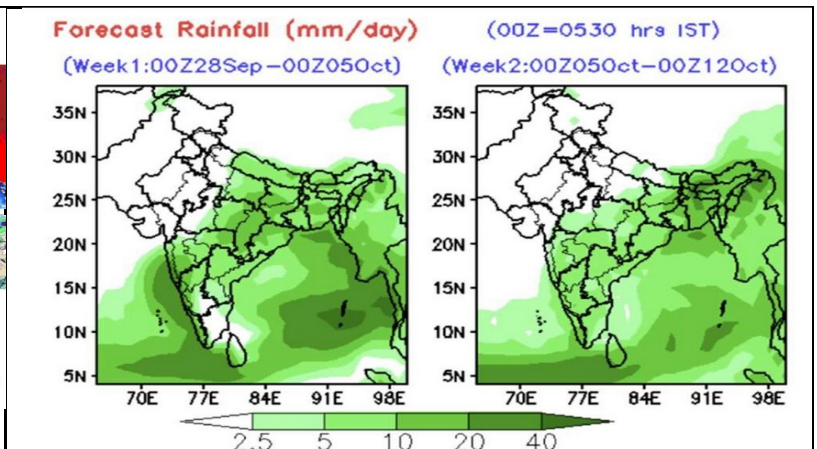 Forecast Rainfall (mm/day) (00Z=0530 hrs IST)
(Week1:00Z28Sep-00Z05Oct) (Week2:00Z05Oct-00Z12Oct)
35N 35N
30N 30N
25N 25N
20N 20N
15N 15N
10N 10N
5N 5N
70E 77E 84E 91E 98E 70E 77E 84E 91E 98E
2.5 5 10 20 40